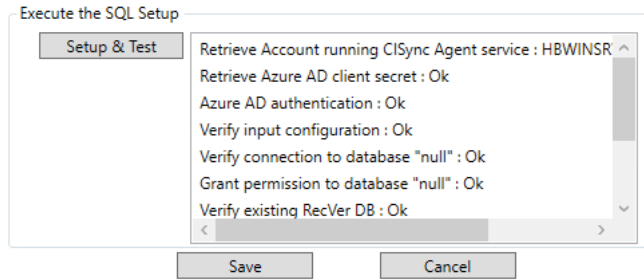 Execute the SQL Setup
Setup & Test
Retrieve Account running CISync Agent service : HBWINSR
Retrieve Azure AD client secret : Ok
Azure AD authentication : Ok
Verify input configuration : Ok
Verify connection to database "null" : Ok
Grant permission to database "null" : Ok
Verify existing RecVer DB : Ok
Save
Cancel